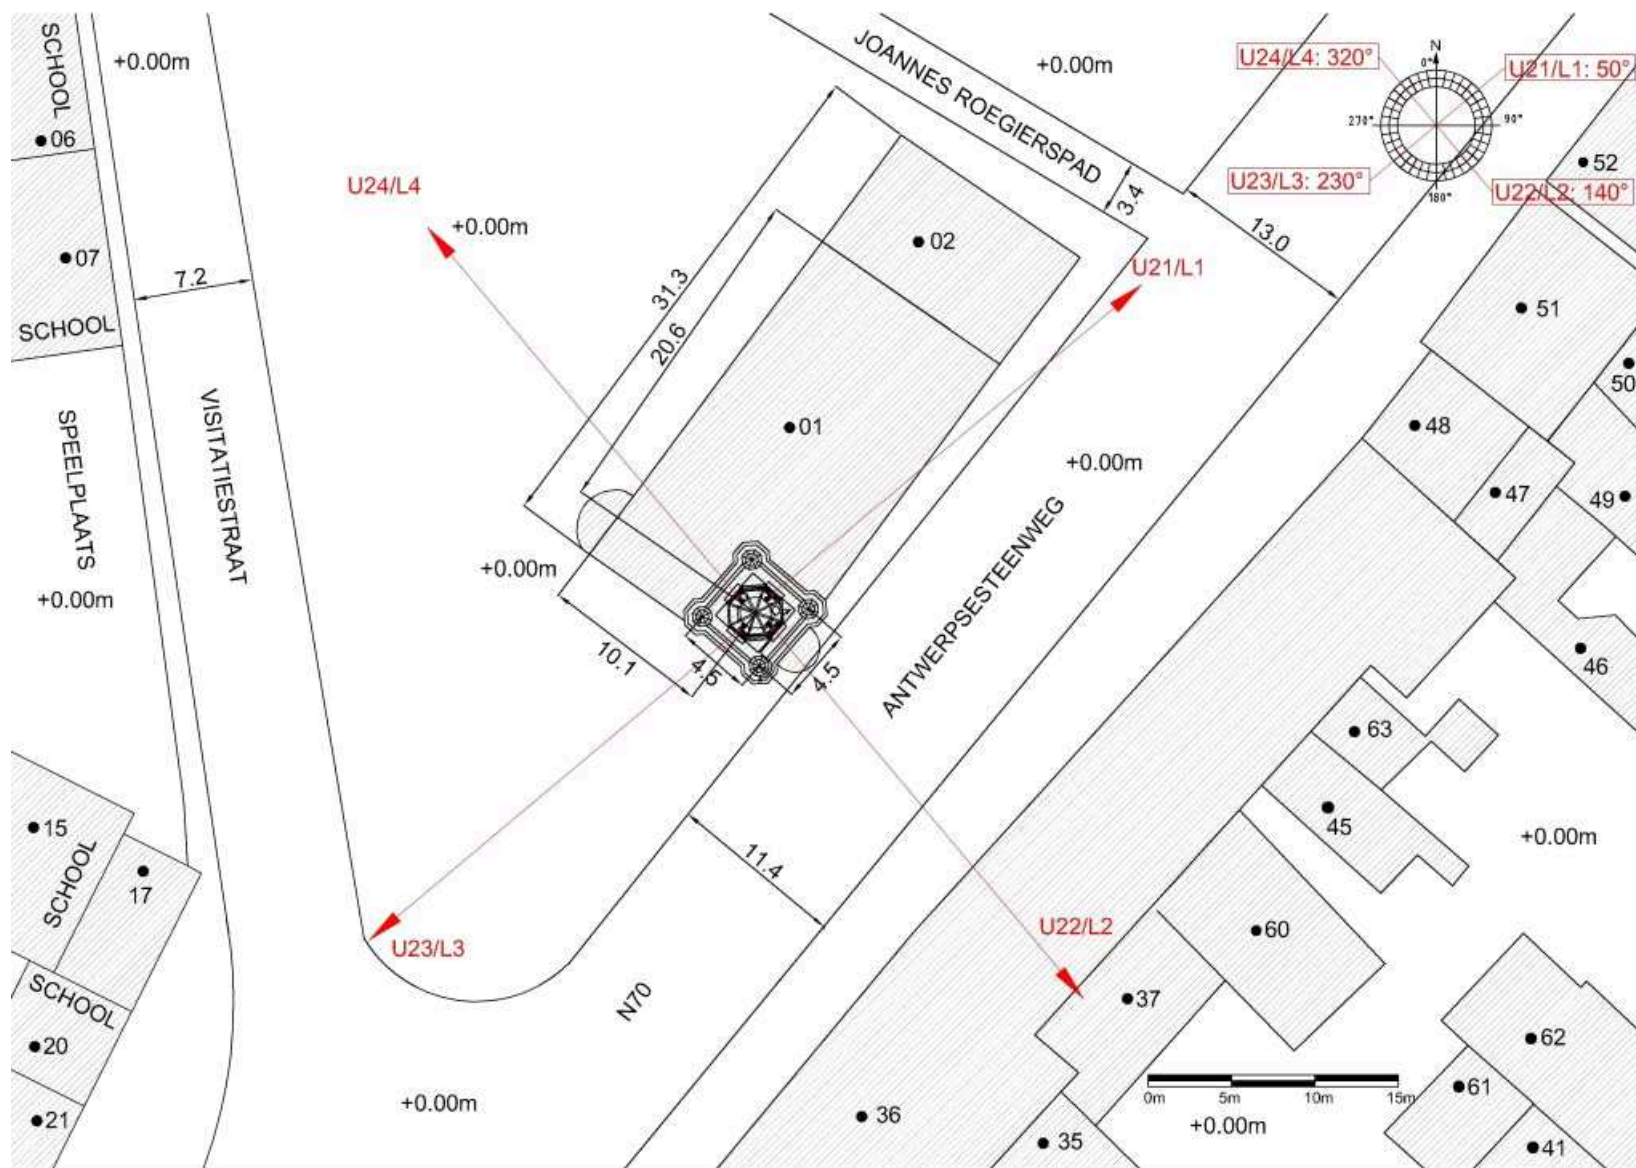 SCHOOL
+0.00m
JOANNES ROEGIERSPAD
+0.00m
U24/L4: 320°
N
0°
U21/L1: 50°
270°
90°
06
U23/L3: 230°
180°
U22/L2: 140°
52
U24/L4
+0.00m
3.4
02
13.0
07
7.2
U21/L1
31.3
20.6
SCHOOL
51
50
VISITATIESTRAAT
SPEELPLAATS
01
48
+0.00m
47
49
+0.00m
+0.00m
ANTWERPSESTEENWEG
10.1
4.5
4.5
46
63
45
15
SCHOOL
17
11.4
+0.00m
U23/L3
U22/L2
60
SCHOOL
N70
37
20
62
61
0m
5m
10m
15m
+0.00m
+0.00m
36
21
35
41